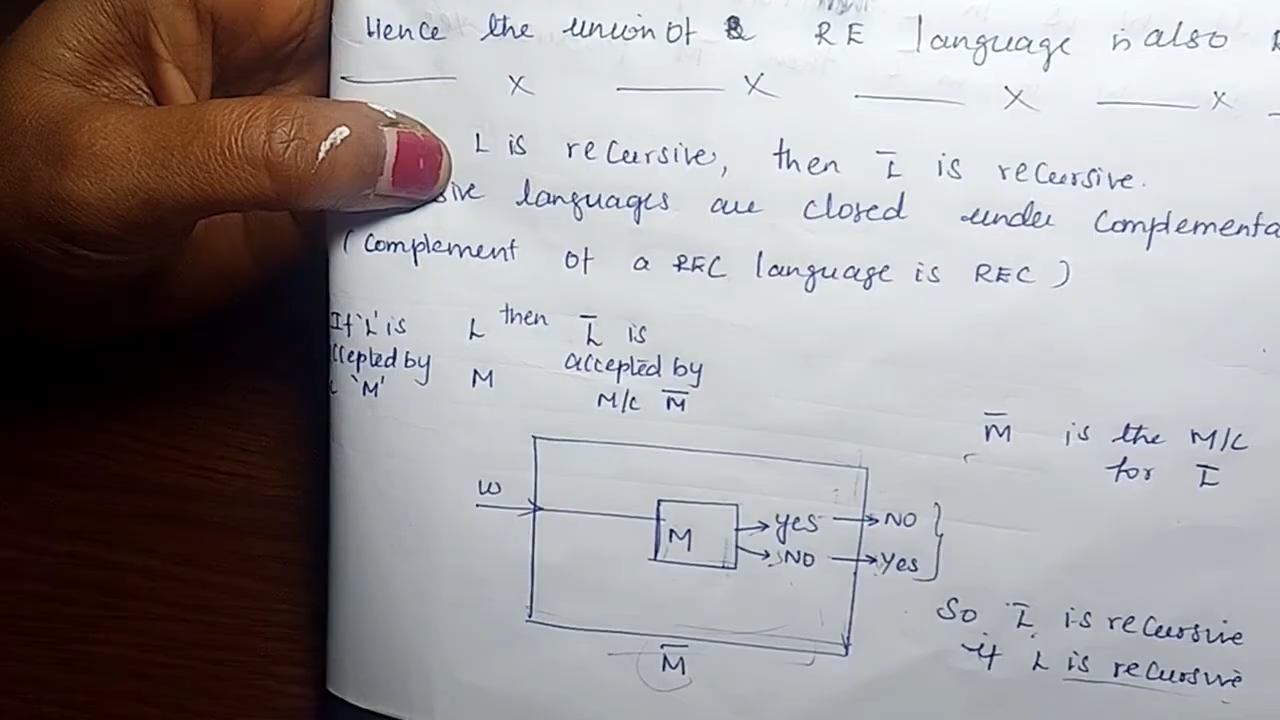 Hence the union of RE language is also
x x x x
L is recursive, then L̅ is recursive.
sive languages are closed under Complementa
(Complement of a REC language is REC)
If 'L' is L then L̅ is
ccepted by M accepted by
'M' M/c M̅
M̅ is the M/c
for L̅
w
M yes NO
NO Yes
M̅
So L̅ is recursive
if L is recursive